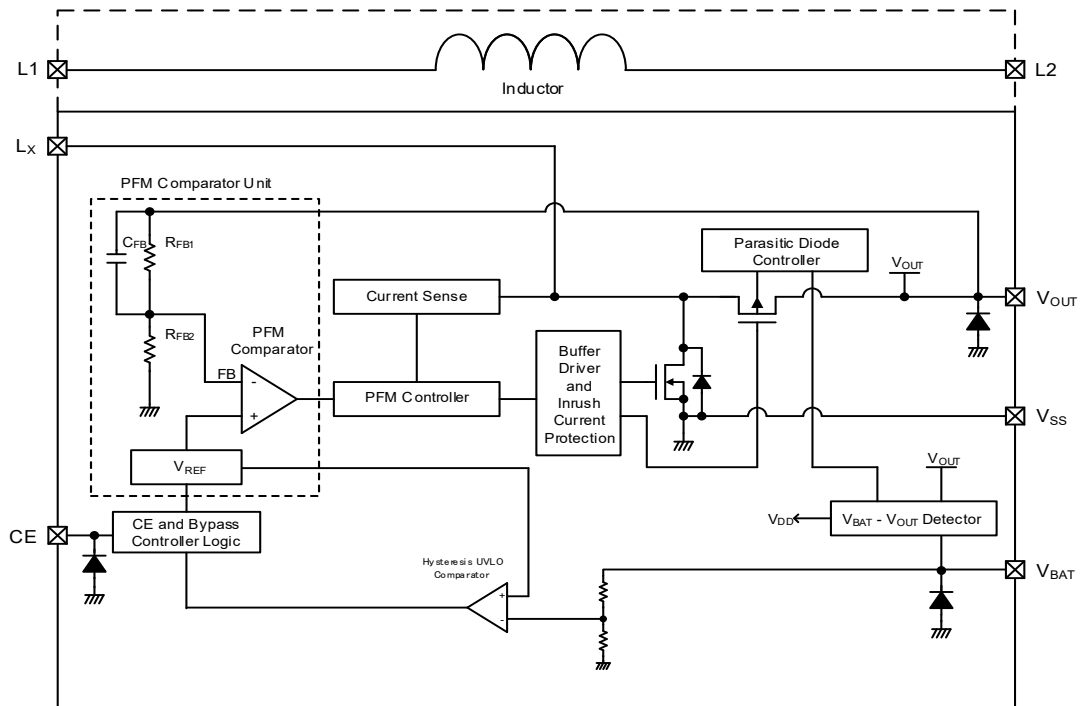 L1
L2
Inductor
LX
PFM Comparator Unit
CFB
RFB1
Parasitic Diode
Controller
VOUT
Current Sense
VOUT
RFB2
PFM
Comparator
FB
-
+
PFM Controller
Buffer
Driver
and
Inrush
Current
Protection
VSS
VREF
VOUT
CE
CE and Bypass
Controller Logic
VDD
VBAT - VOUT Detector
Hysteresis UVLO
Comparator
+
-
VBAT